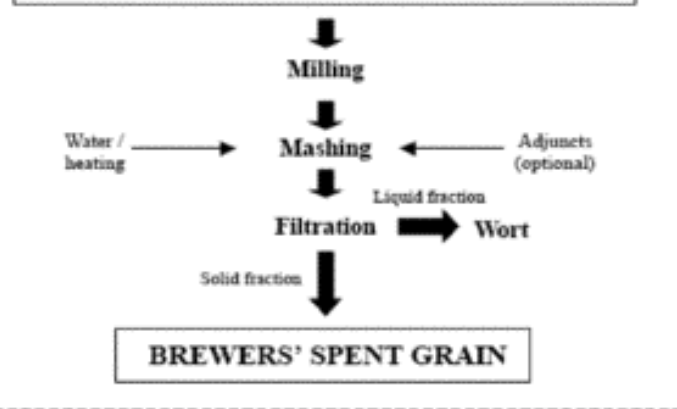 Milling
Water /
heating
Mashing
Adjuncts
(optional)
Liquid fraction
Filtration
Wort
Solid fraction
BREWERS' SPENT GRAIN